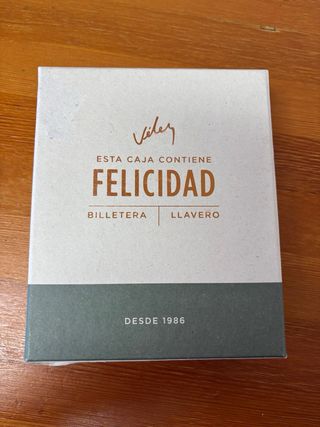 Vélez
ESTA CAJA CONTIENE
FELICIDAD
BILLETERA | LLAVERO
DESDE 1986